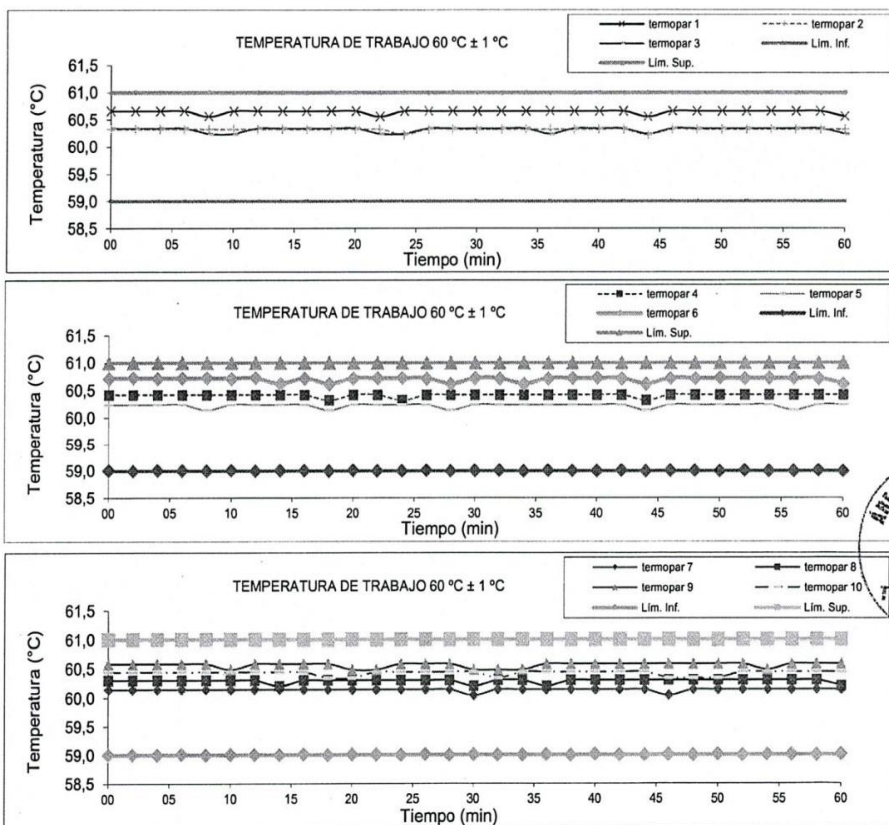 TEMPERATURA DE TRABAJO 60 ºC ± 1 ºC
termopar 1
termopar 2
termopar 3
Lím. Inf.
Lím. Sup.
Temperatura (°C)
61,5
61,0
60,5
60,0
59,5
59,0
58,5
00 05 10 15 20 25 30 35 40 45 50 55 60
Tiempo (min)
TEMPERATURA DE TRABAJO 60 ºC ± 1 ºC
termopar 4
termopar 5
termopar 6
Lím. Inf.
Lím. Sup.
Temperatura (°C)
61,5
61,0
60,5
60,0
59,5
59,0
58,5
00 05 10 15 20 25 30 35 40 45 50 55 60
Tiempo (min)
TEMPERATURA DE TRABAJO 60 ºC ± 1 ºC
termopar 7
termopar 8
termopar 9
termopar 10
Lím. Inf.
Lím. Sup.
Temperatura (°C)
61,5
61,0
60,5
60,0
59,5
59,0
58,5
00 05 10 15 20 25 30 35 40 45 50 55 60
Tiempo (min)